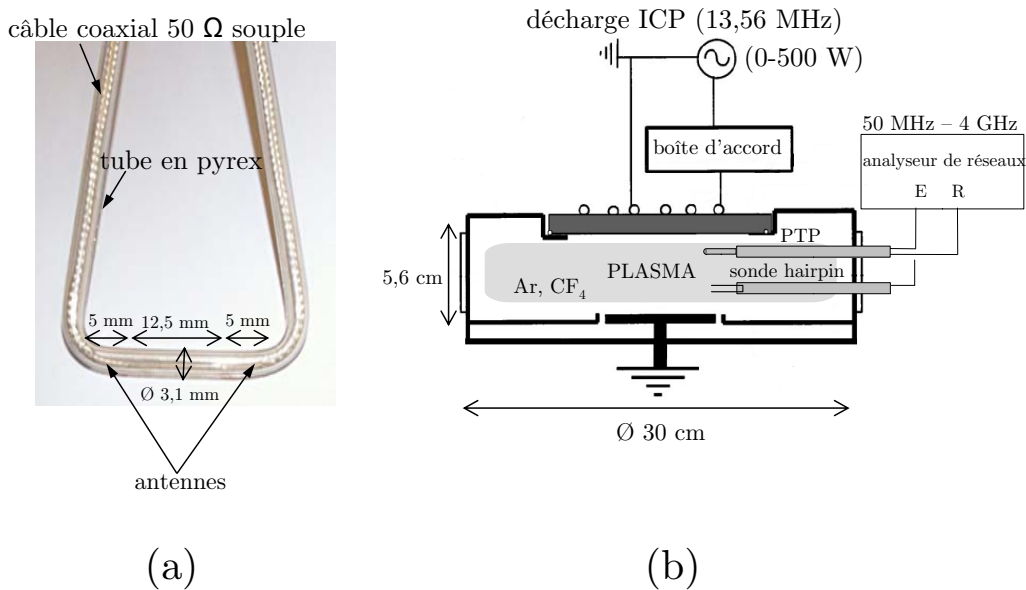 câble coaxial 50 Ω souple
tube en pyrex
5 mm 12,5 mm 5 mm
Ø 3,1 mm
antennes
(a)
décharge ICP (13,56 MHz)
(0-500 W)
boîte d'accord
50 MHz – 4 GHz
analyseur de réseaux
E R
PTP
5,6 cm
PLASMA
sonde hairpin
Ar, CF₄
Ø 30 cm
(b)